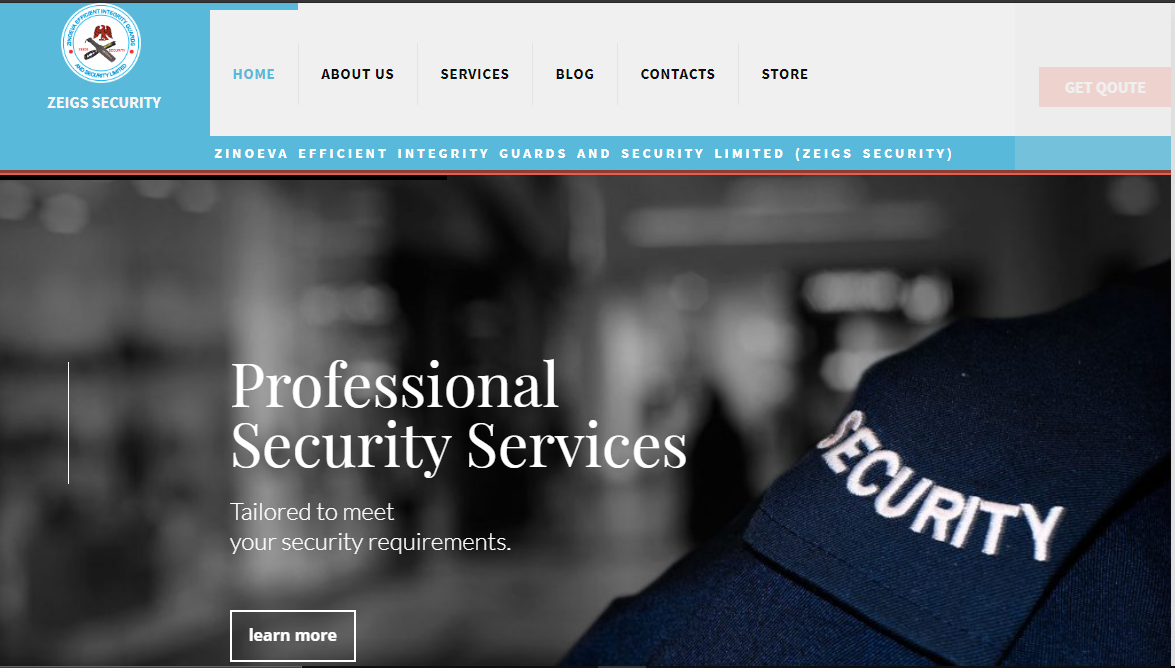 ZINOEVA EFFICIENT INTEGRITY GUARDS
AND SECURITY LIMITED
ZEIGS SECURITY
HOME
ABOUT US
SERVICES
BLOG
CONTACTS
STORE
GET QOUTE
ZINOEVA EFFICIENT INTEGRITY GUARDS AND SECURITY LIMITED (ZEIGS SECURITY)
Professional
Security Services
Tailored to meet
your security requirements.
learn more
SECURITY